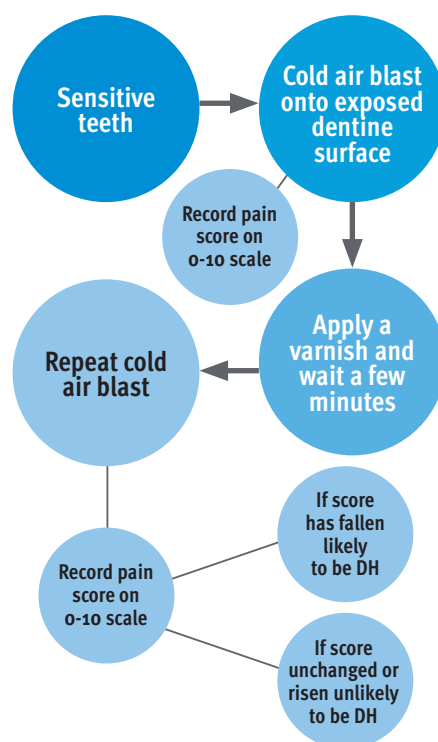 Sensitive
teeth
Cold air blast
onto exposed
dentine
surface
Record pain
score on
0-10 scale
Apply a
varnish and
wait a few
minutes
Repeat cold
air blast
Record pain
score on
0-10 scale
If score
has fallen
likely
to be DH
If score
unchanged or
risen unlikely
to be DH